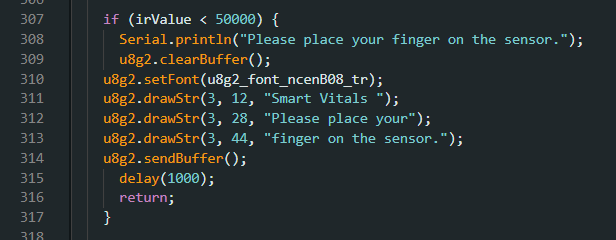 307 if (irValue < 50000) {
308 Serial.println("Please place your finger on the sensor.");
309 u8g2.clearBuffer();
310 u8g2.setFont(u8g2_font_ncenB08_tr);
311 u8g2.drawStr(3, 12, "Smart Vitals ");
312 u8g2.drawStr(3, 28, "Please place your");
313 u8g2.drawStr(3, 44, "finger on the sensor.");
314 u8g2.sendBuffer();
315 delay(1000);
316 return;
317 }
318